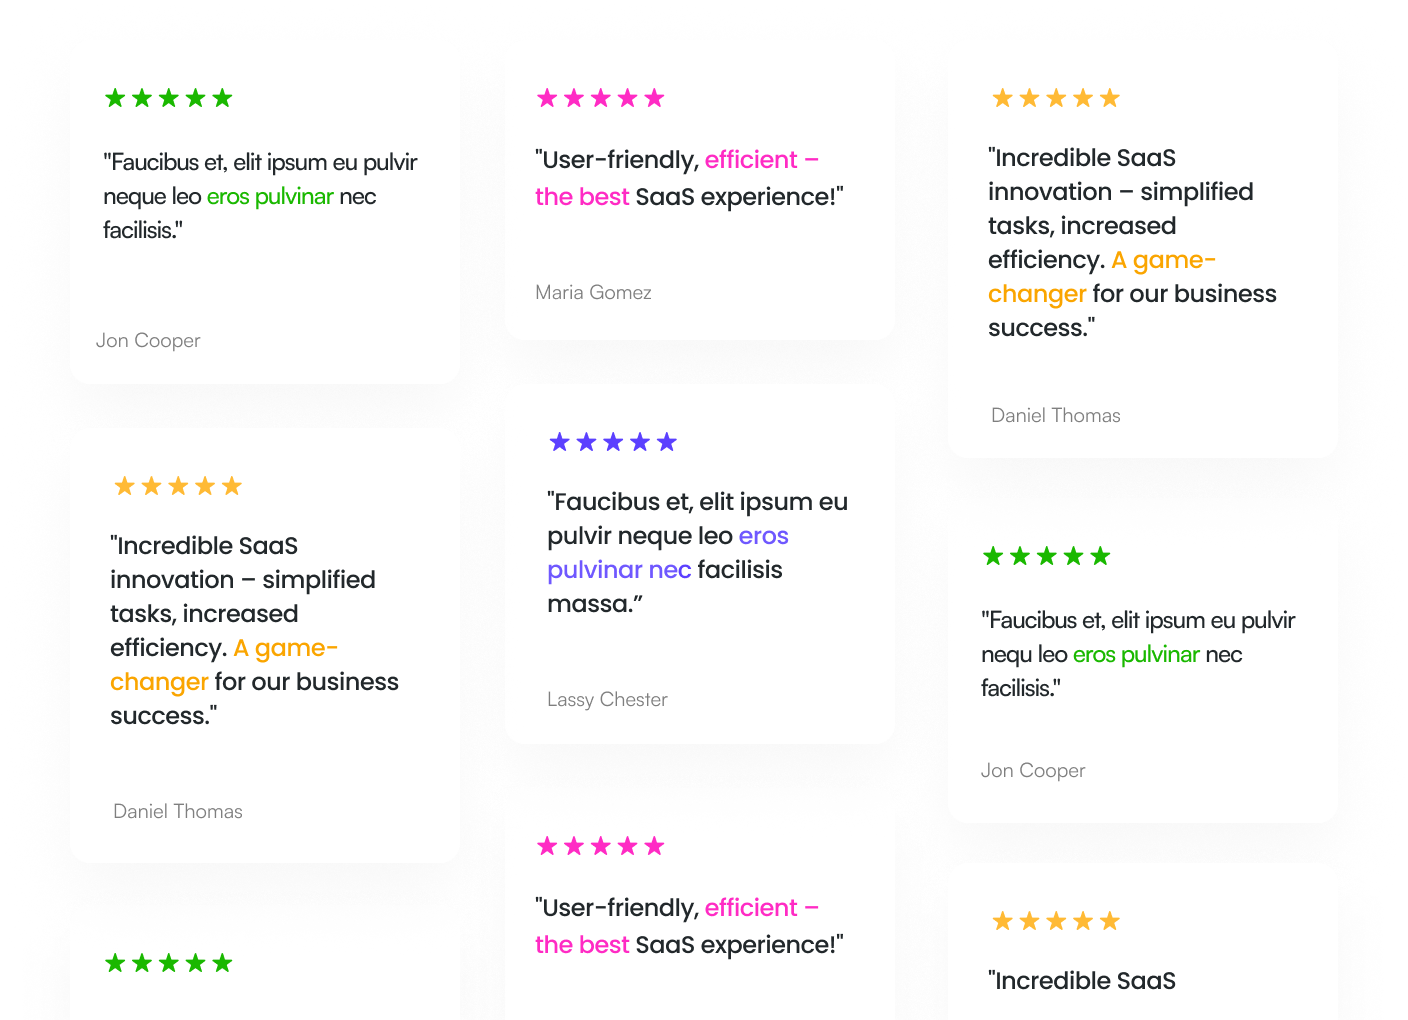 "Faucibus et, elit ipsum eu pulvir
neque leo eros pulvinar nec
facilisis."
Jon Cooper
"Incredible SaaS
innovation – simplified
tasks, increased
efficiency. A game-
changer for our business
success."
Daniel Thomas
"User-friendly, efficient –
the best SaaS experience!"
Maria Gomez
"Faucibus et, elit ipsum eu
pulvir neque leo eros
pulvinar nec facilisis
massa.”
Lassy Chester
"User-friendly, efficient –
the best SaaS experience!"
"Incredible SaaS
innovation – simplified
tasks, increased
efficiency. A game-
changer for our business
success."
Daniel Thomas
"Faucibus et, elit ipsum eu pulvir
nequ leo eros pulvinar nec
facilisis."
Jon Cooper
"Incredible SaaS